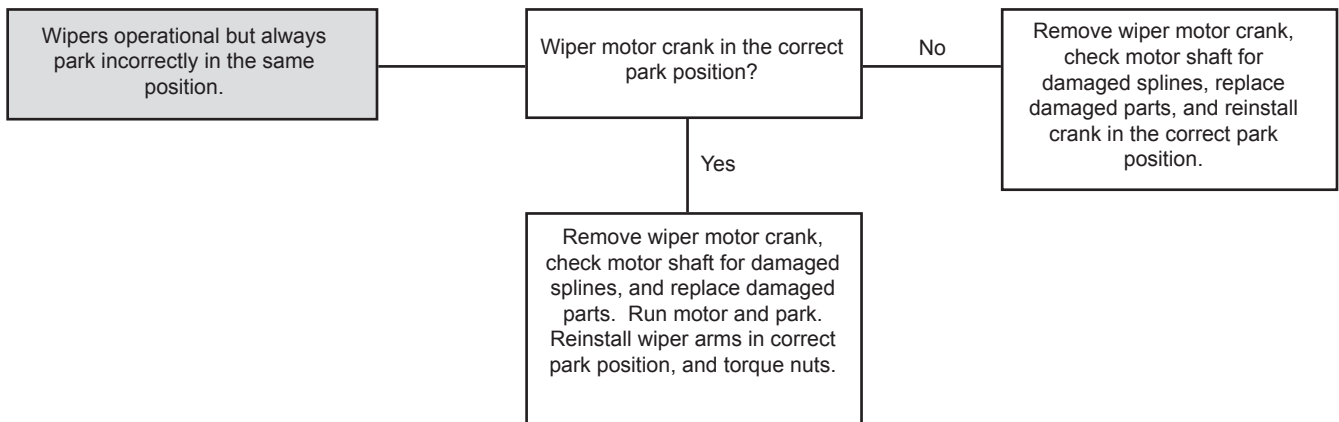 Wipers operational but always
park incorrectly in the same
position.
Wiper motor crank in the correct
park position?
No
Remove wiper motor crank,
check motor shaft for
damaged splines, replace
damaged parts, and reinstall
crank in the correct park
position.
Yes
Remove wiper motor crank,
check motor shaft for damaged
splines, and replace damaged
parts.  Run motor and park.
Reinstall wiper arms in correct
park position, and torque nuts.